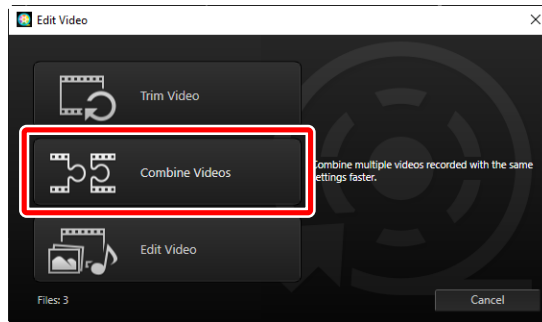 Edit Video
Trim Video
Combine Videos
Combine multiple videos recorded with the same
settings faster.
Edit Video
Files: 3
Cancel